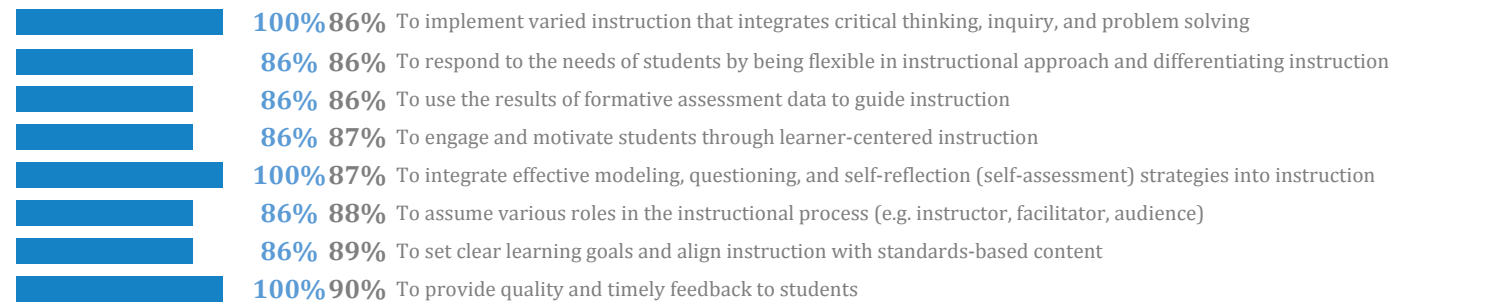 100% 86% To implement varied instruction that integrates critical thinking, inquiry, and problem solving
86% 86% To respond to the needs of students by being flexible in instructional approach and differentiating instruction
86% 86% To use the results of formative assessment data to guide instruction
86% 87% To engage and motivate students through learner-centered instruction
100% 87% To integrate effective modeling, questioning, and self-reflection (self-assessment) strategies into instruction
86% 88% To assume various roles in the instructional process (e.g. instructor, facilitator, audience)
86% 89% To set clear learning goals and align instruction with standards-based content
100% 90% To provide quality and timely feedback to students